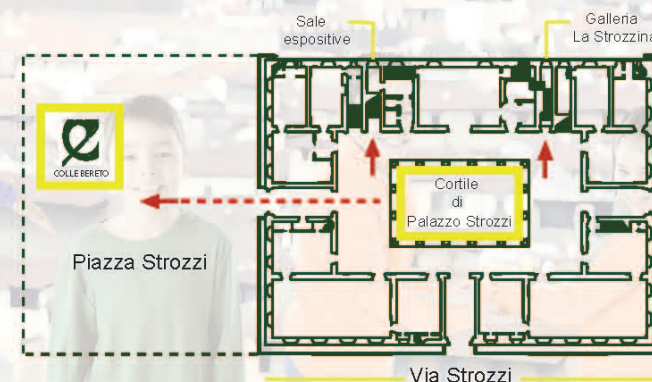 Sale
espositive
Galleria
La Strozzina
COLLE BERETO
Cortile
di
Palazzo Strozzi
Piazza Strozzi
Via Strozzi